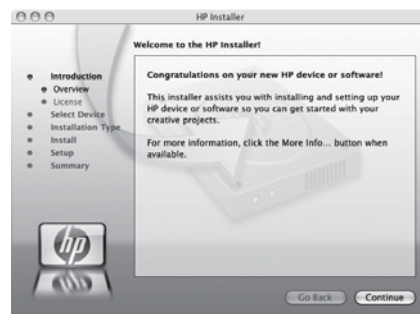 HP Installer
Welcome to the HP Installer!
Introduction
Overview
License
Select Device
Installation Type
Install
Setup
Summary
Congratulations on your new HP device or software!
This installer assists you with installing and setting up your
HP device or software so you can get started with your
creative projects.
For more information, click the More Info... button when
available.
hp
Go Back
Continue